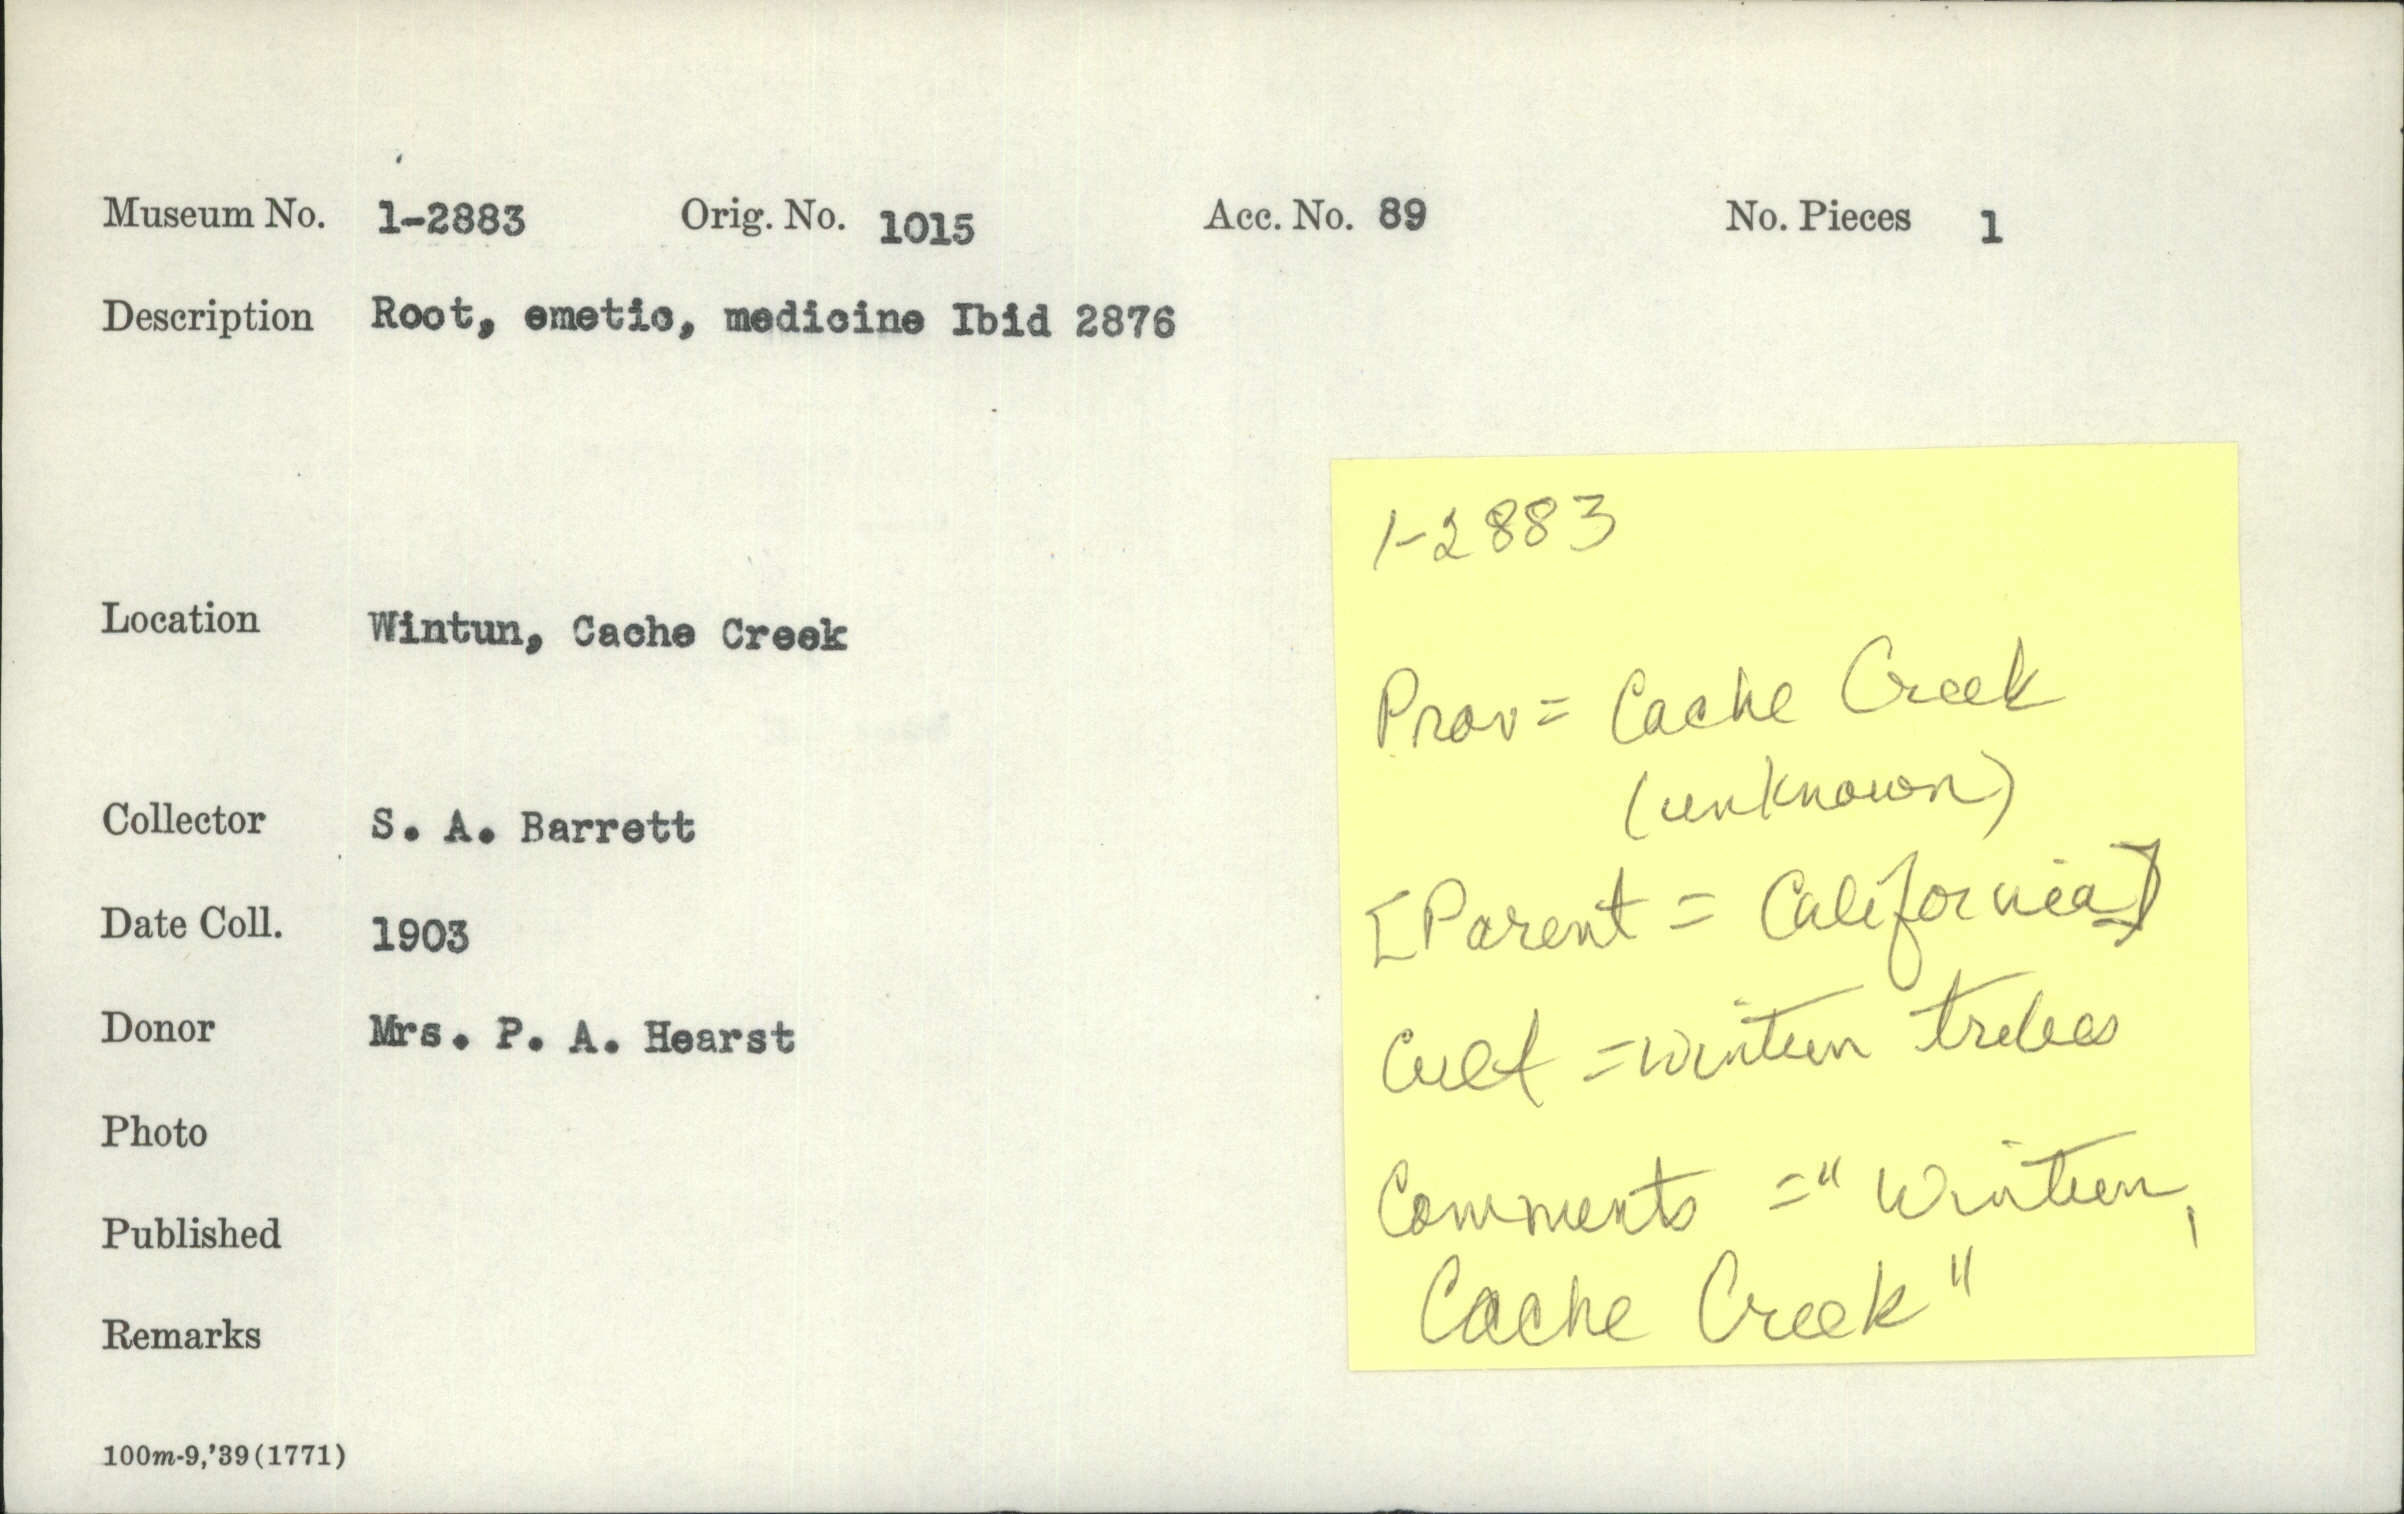 Museum No. 1-2883 Orig. No. 1015 Acc. No. 89 No. Pieces 1
Description Root, emetic, medicine Ibid 2876
Location Wintun, Cache Creek
Collector S. A. Barrett
Date Coll. 1903
Donor Mrs. P. A. Hearst
Photo
Published
Remarks
100m-9,'39(1771)
1-2883
Prov = Cache Creek
(unknown)
[Parent = California]
Cult = Wintun tribes
Comments = "Wintun,
Cache Creek"